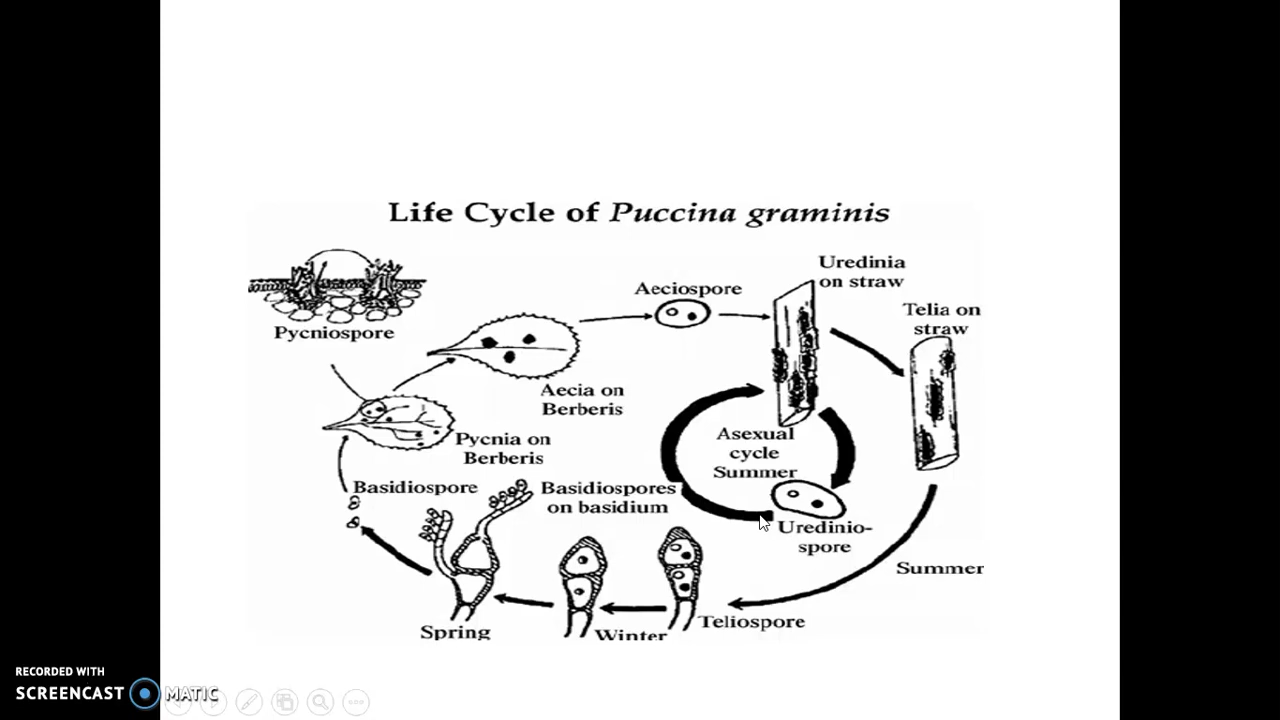 Life Cycle of Puccina graminis
Uredinia
on straw
Aeciospore
Telia on
straw
Pycniospore
Aecia on
Berberis
Pycnia on
Berberis
Asexual
cycle
Summer
Basidiospore
Basidiospores
on basidium
Uredinio-
spore
Summer
Teliospore
Spring
Winter
RECORDED WITH
SCREENCAST MATIC